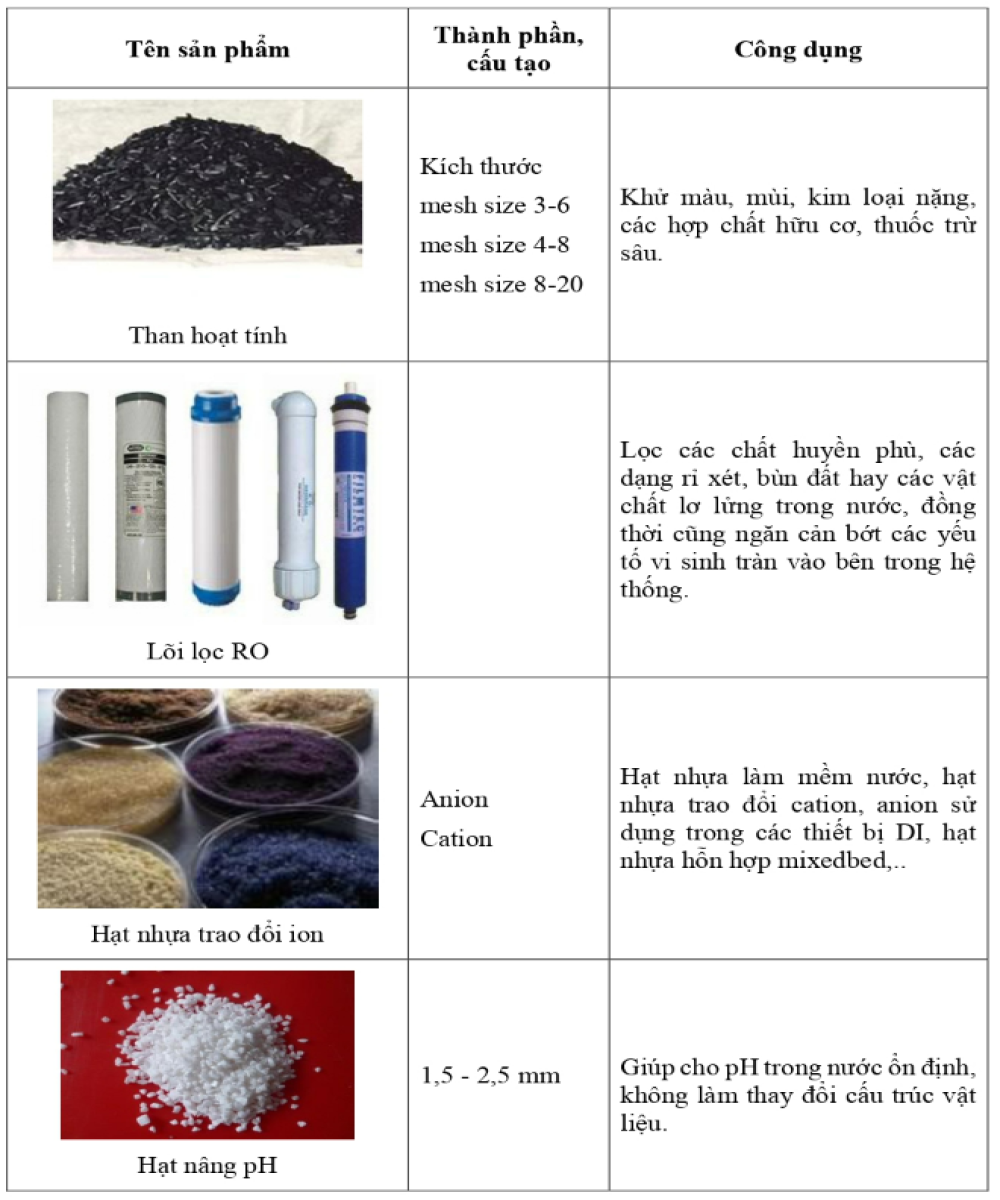 Tên sản phẩm
Thành phần,
cấu tạo
Công dụng
Than hoạt tính
Kích thước
mesh size 3-6
mesh size 4-8
mesh size 8-20
Khử màu, mùi, kim loại nặng,
các hợp chất hữu cơ, thuốc trừ
sâu.
FILMTEC
Lõi lọc RO
Lọc các chất huyền phù, các
dạng rỉ xét, bùn đất hay các vật
chất lơ lửng trong nước, đồng
thời cũng ngăn cản bớt các yếu
tố vi sinh tràn vào bên trong hệ
thống.
Hạt nhựa trao đổi ion
Anion
Cation
Hạt nhựa làm mềm nước, hạt
nhựa trao đổi cation, anion sử
dụng trong các thiết bị DI, hạt
nhựa hỗn hợp mixedbed,..
Hạt nâng pH
1,5 - 2,5 mm
Giúp cho pH trong nước ổn định,
không làm thay đổi cấu trúc vật
liệu.